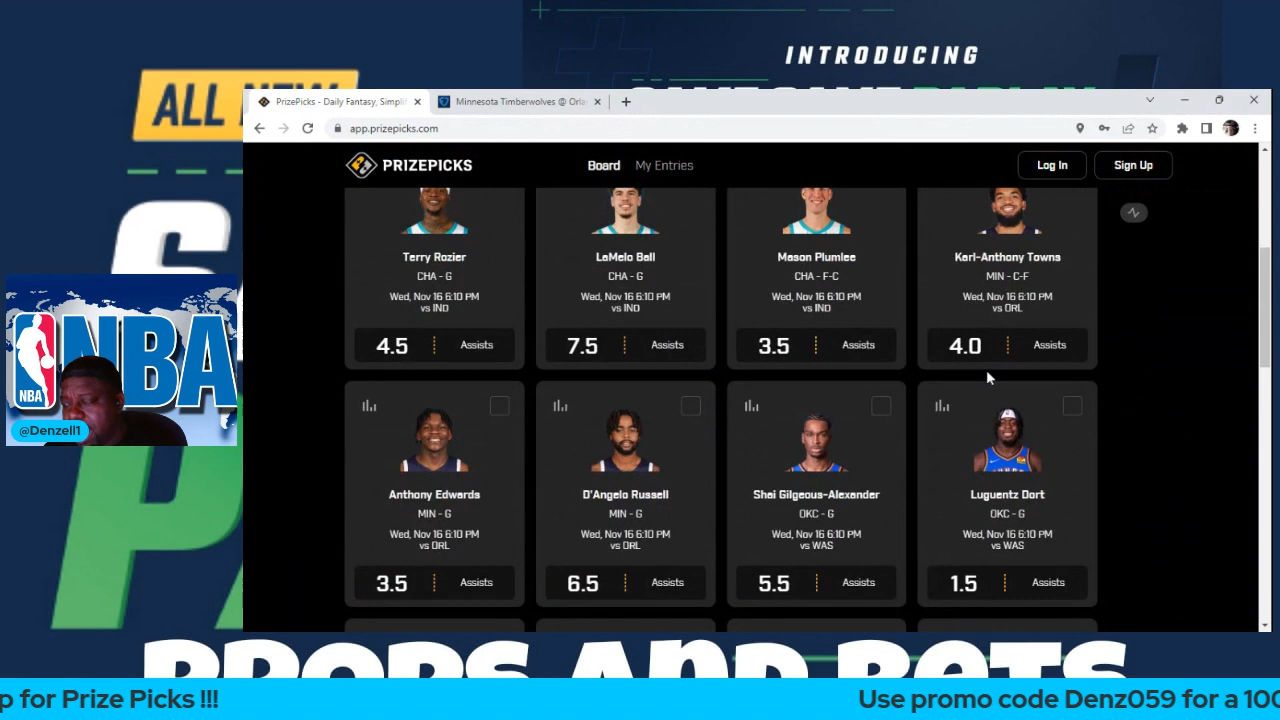 INTRODUCING
ALL NEW
PrizePicks - Daily Fantasy, Simpli
Minnesota Timberwolves @ Orla
app.prizepicks.com
PRIZEPICKS
Board
My Entries
Log In
Sign Up
Terry Rozier
CHA - G
Wed, Nov 16 6:10 PM
vs IND
4.5
Assists
LaMelo Ball
CHA - G
Wed, Nov 16 6:10 PM
vs IND
7.5
Assists
Mason Plumlee
CHA - F-C
Wed, Nov 16 6:10 PM
vs IND
3.5
Assists
Karl-Anthony Towns
MIN - C-F
Wed, Nov 16 6:10 PM
vs ORL
4.0
Assists
Anthony Edwards
MIN - G
Wed, Nov 16 6:10 PM
vs ORL
3.5
Assists
D'Angelo Russell
MIN - G
Wed, Nov 16 6:10 PM
vs ORL
6.5
Assists
Shai Gilgeous-Alexander
OKC - G
Wed, Nov 16 6:10 PM
vs WAS
5.5
Assists
Luguentz Dort
OKC - G
Wed, Nov 16 6:10 PM
vs WAS
1.5
Assists
NBA
NBA
@Denzell1
PROPS AND BETS
p for Prize Picks !!!
Use promo code Denz059 for a 100